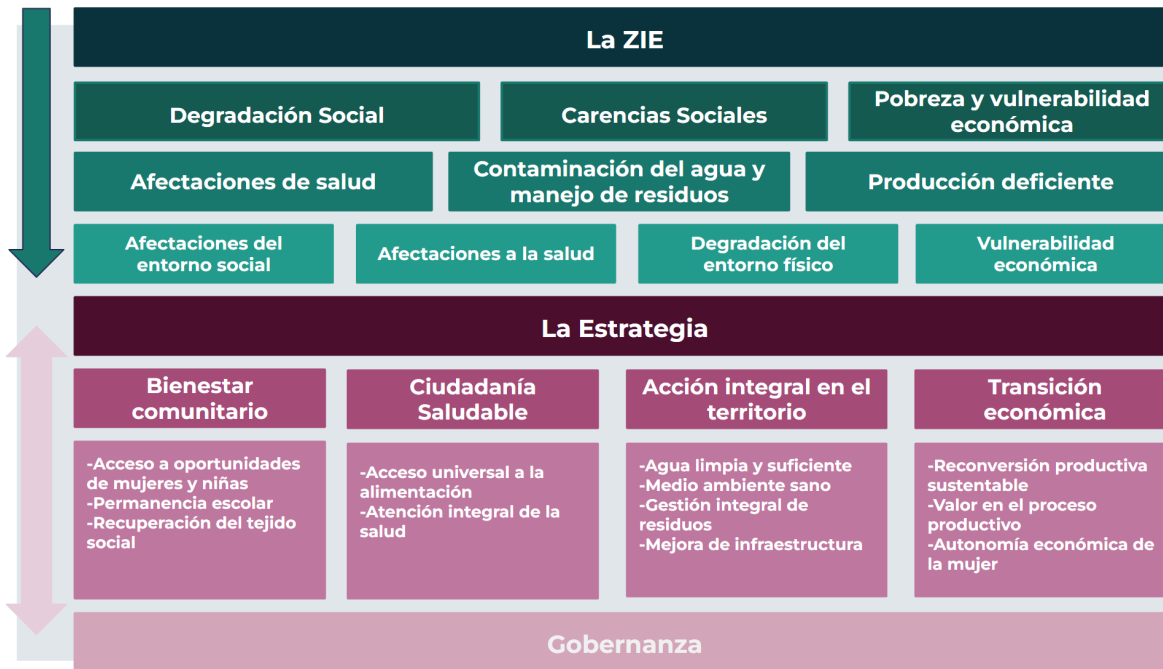 La ZIE
Degradación Social
Carencias Sociales
Pobreza y vulnerabilidad
económica
Afectaciones de salud
Contaminación del agua y
manejo de residuos
Producción deficiente
Afectaciones del
entorno social
Afectaciones a la salud
Degradación del
entorno físico
Vulnerabilidad
económica
La Estrategia
Bienestar
comunitario
Ciudadanía
Saludable
Acción integral en el
territorio
Transición
económica
-Acceso a oportunidades
de mujeres y niñas
-Permanencia escolar
-Recuperación del tejido
social
-Acceso universal a la
alimentación
-Atención integral de la
salud
-Agua limpia y suficiente
-Medio ambiente sano
-Gestión integral de
residuos
-Mejora de infraestructura
-Reconversión productiva
sustentable
-Valor en el proceso
productivo
-Autonomía económica de
la mujer
Gobernanza